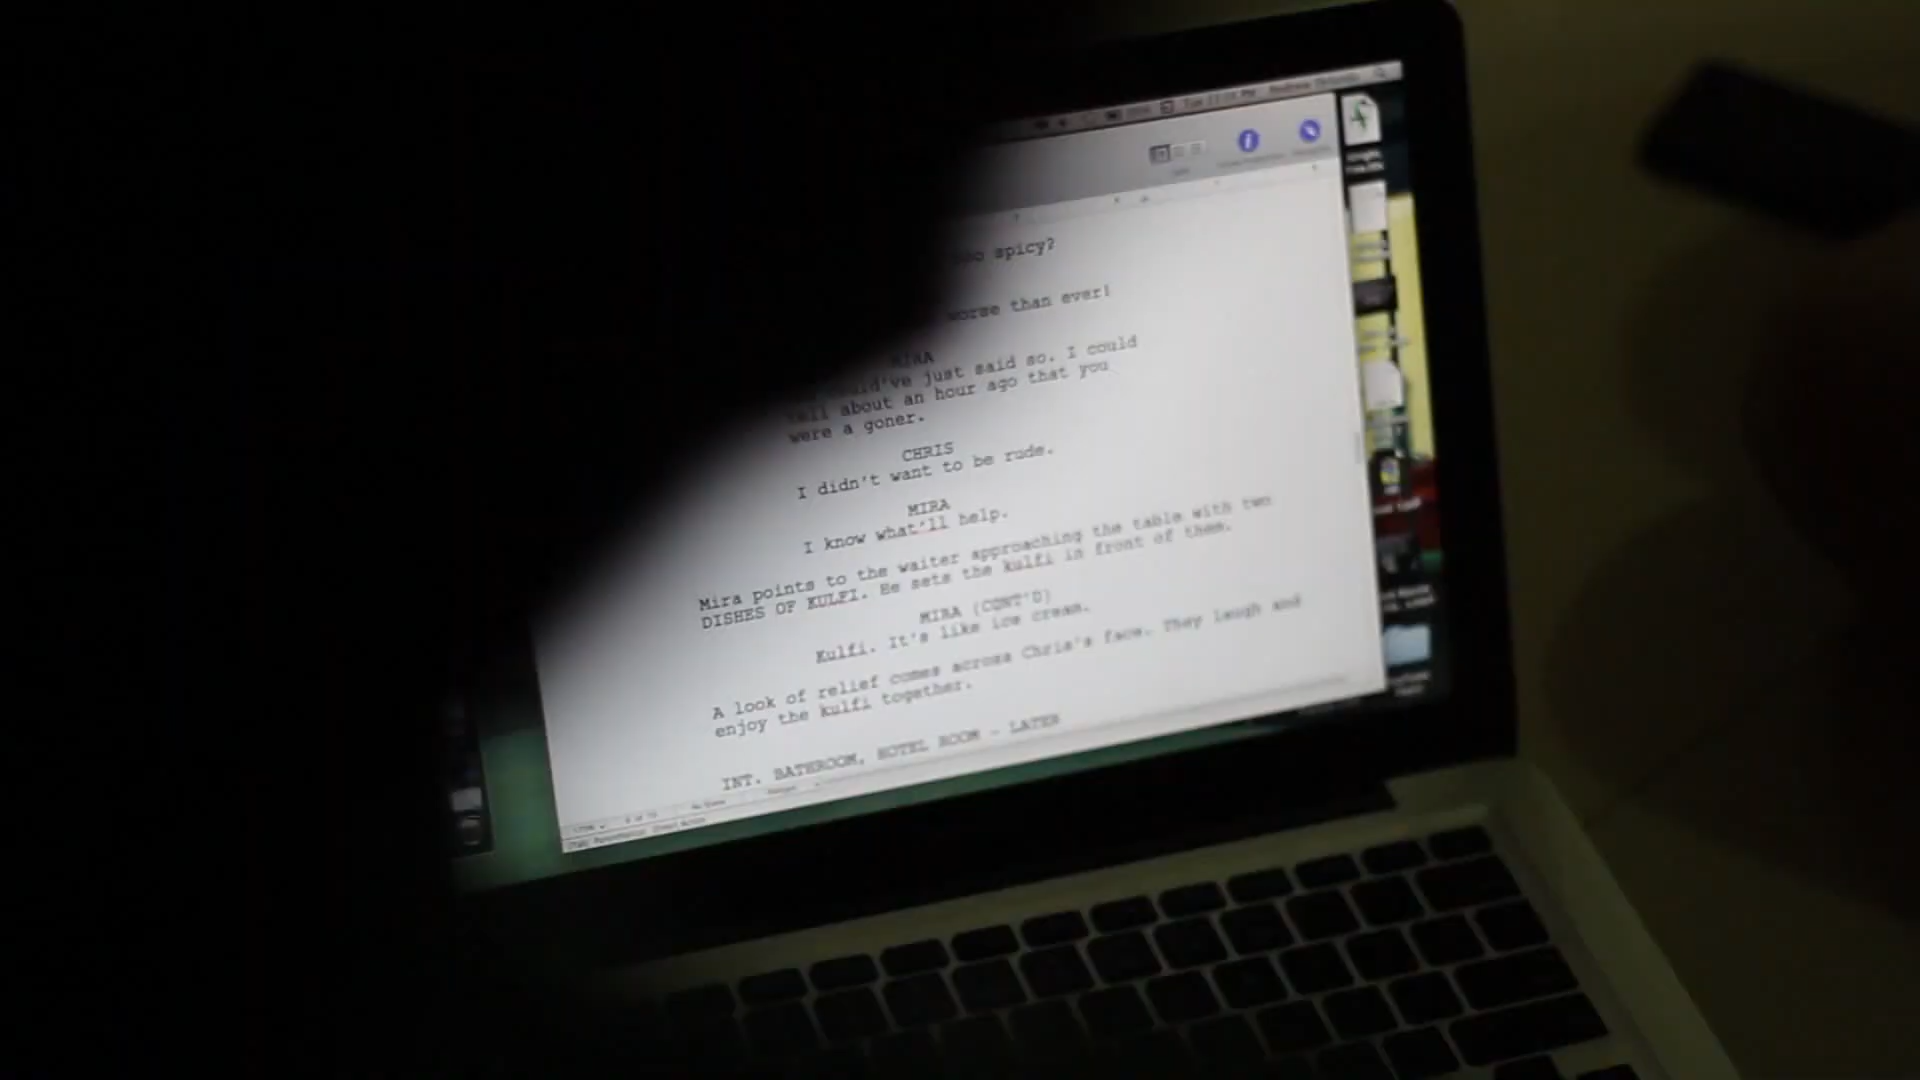 spicy?
worse than ever!
MIRA
just said so. I could
tell about an hour ago that you
were a goner.
CHRIS
I didn't want to be rude.
MIRA
I know what'll help.
Mira points to the waiter approaching the table with two
DISHES OF KULFI. He sets the kulfi in front of them.
MIRA (CONT'D)
Kulfi. It's like ice cream.
A look of relief comes across Chris's face. They laugh and
enjoy the kulfi together.
INT. BATHROOM, HOTEL ROOM - LATER